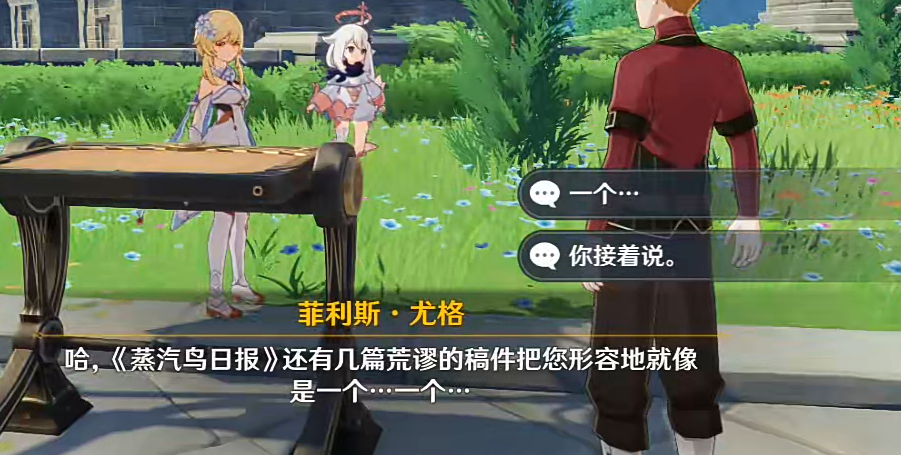 一个…
你接着说。
菲利斯·尤格
哈，《蒸汽鸟日报》还有几篇荒谬的稿件把您形容地就像
是一个…一个…